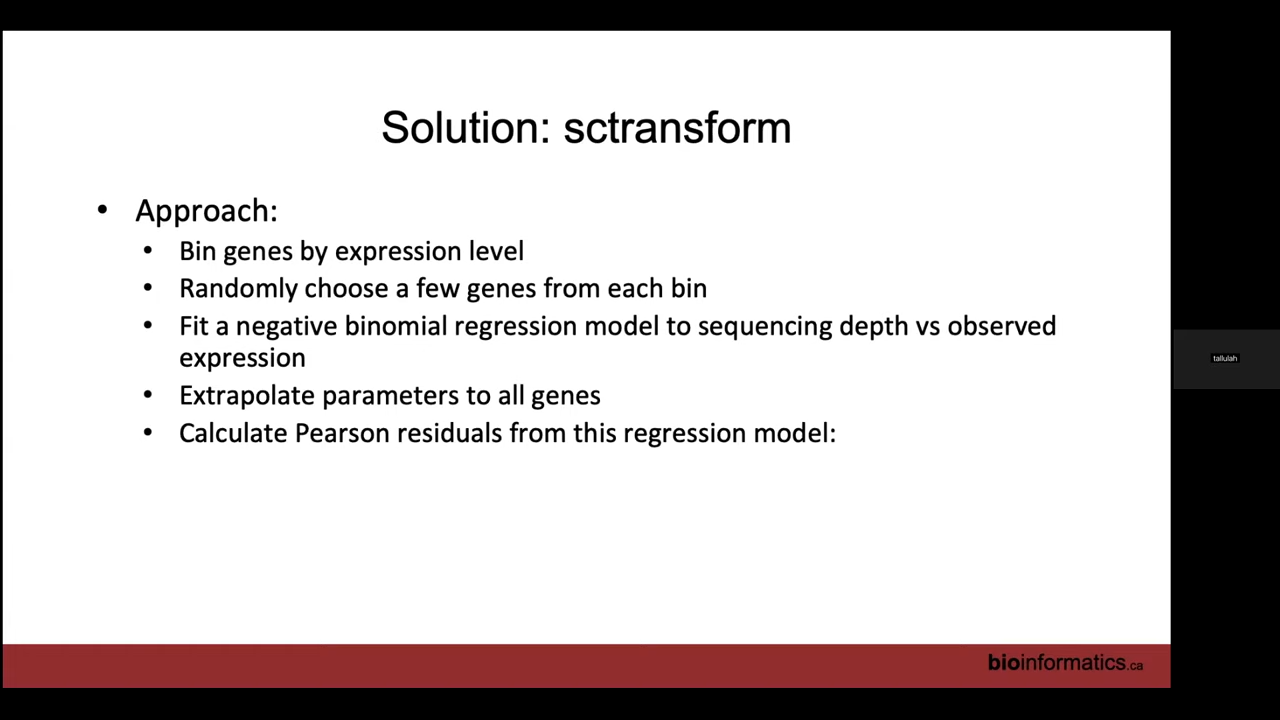 Solution: sctransform
• Approach:
• Bin genes by expression level
• Randomly choose a few genes from each bin
• Fit a negative binomial regression model to sequencing depth vs observed
expression
• Extrapolate parameters to all genes
• Calculate Pearson residuals from this regression model:
tallulah
bioinformatics.ca